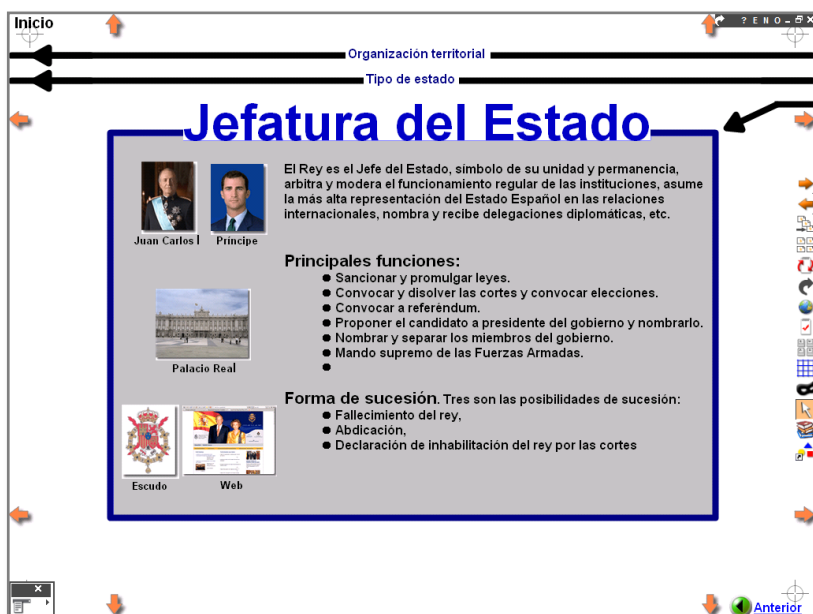 Inicio
? E N O
Organización territorial
Tipo de estado
Jefatura del Estado
El Rey es el Jefe del Estado, símbolo de su unidad y permanencia,
arbitra y modera el funcionamiento regular de las instituciones, asume
la más alta representación del Estado Español en las relaciones
internacionales, nombra y recibe delegaciones diplomáticas, etc.
Juan Carlos I
Príncipe
Principales funciones:
Sancionar y promulgar leyes.
Convocar y disolver las cortes y convocar elecciones.
Convocar a referéndum.
Proponer el candidato a presidente del gobierno y nombrarlo.
Nombrar y separar los miembros del gobierno.
Mando supremo de las Fuerzas Armadas.
Palacio Real
Forma de sucesión. Tres son las posibilidades de sucesión:
Fallecimiento del rey,
Abdicación,
Declaración de inhabilitación del rey por las cortes
Escudo
Web
Anterior